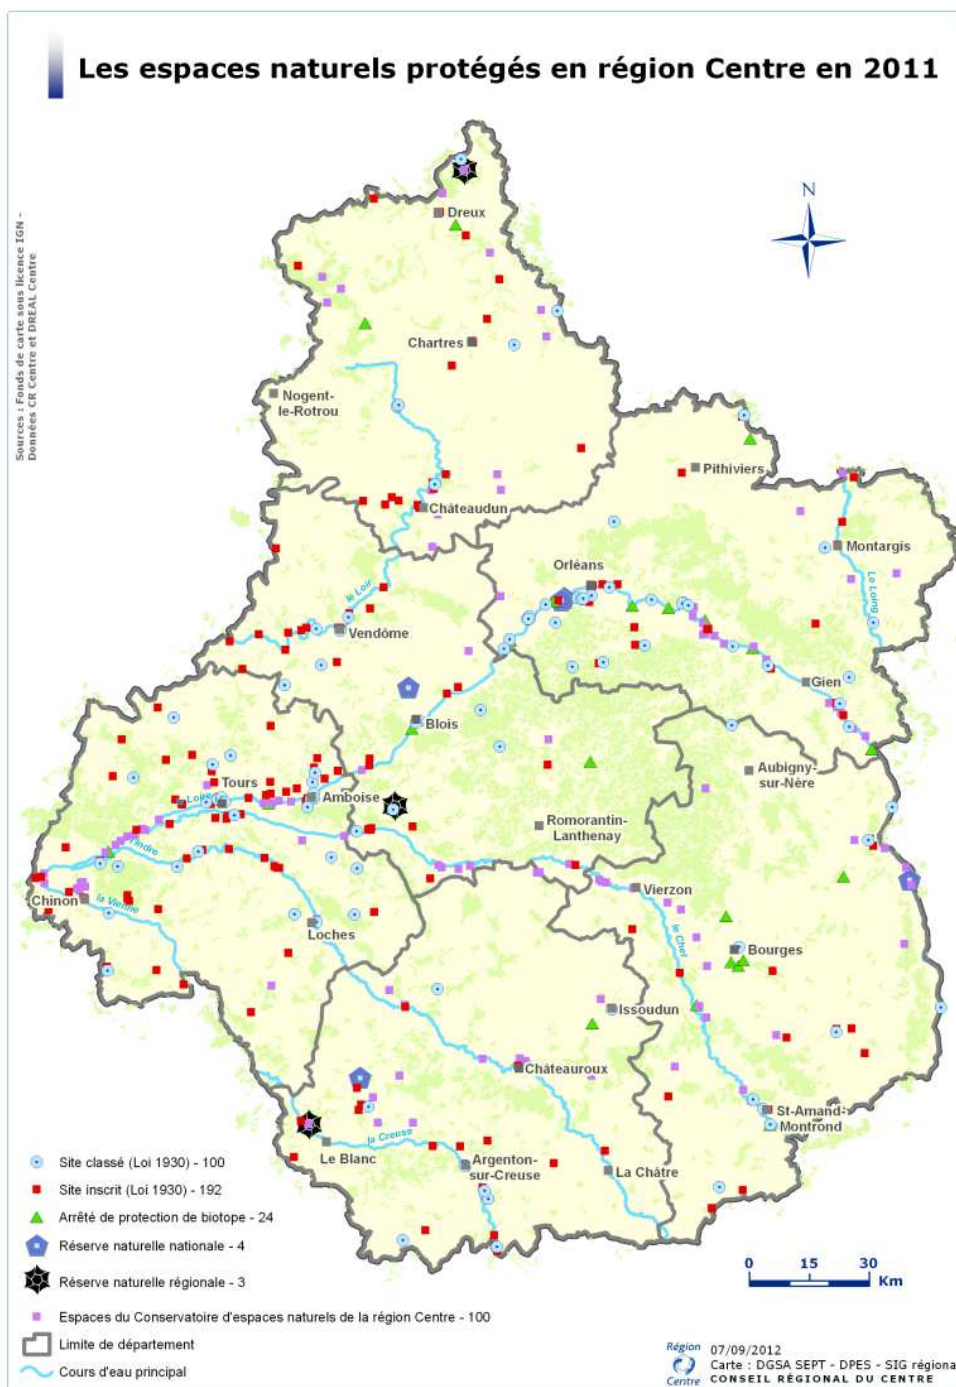 Les espaces naturels protégés en région Centre en 2011
Sources : Fonds de carte sous licence IGN -
Données CR Centre et DREAL Centre
N
Dreux
Chartres
Nogent-
le-Rotrou
Pithiviers
Châteaudun
Montargis
Orléans
le Loir
Le Loing
Vendôme
Gien
Blois
Tours
Aubigny-
sur-Nère
Loire
Amboise
Romorantin-
Lanthenay
l'Indre
Vierzon
Chinon
la Vienne
Loches
le Cher
Bourges
Issoudun
Châteauroux
St-Amand-
Montrond
la Creuse
Le Blanc
Argenton-
sur-Creuse
La Châtre
Site classé (Loi 1930) - 100
Site inscrit (Loi 1930) - 192
Arrêté de protection de biotope - 24
Réserve naturelle nationale - 4
Réserve naturelle régionale - 3
Espaces du Conservatoire d'espaces naturels de la région Centre - 100
Limite de département
Cours d'eau principal
0 15 30
Km
Région
Centre
07/09/2012
Carte : DGSA SEPT - DPES - SIG régiona
CONSEIL RÉGIONAL DU CENTRE